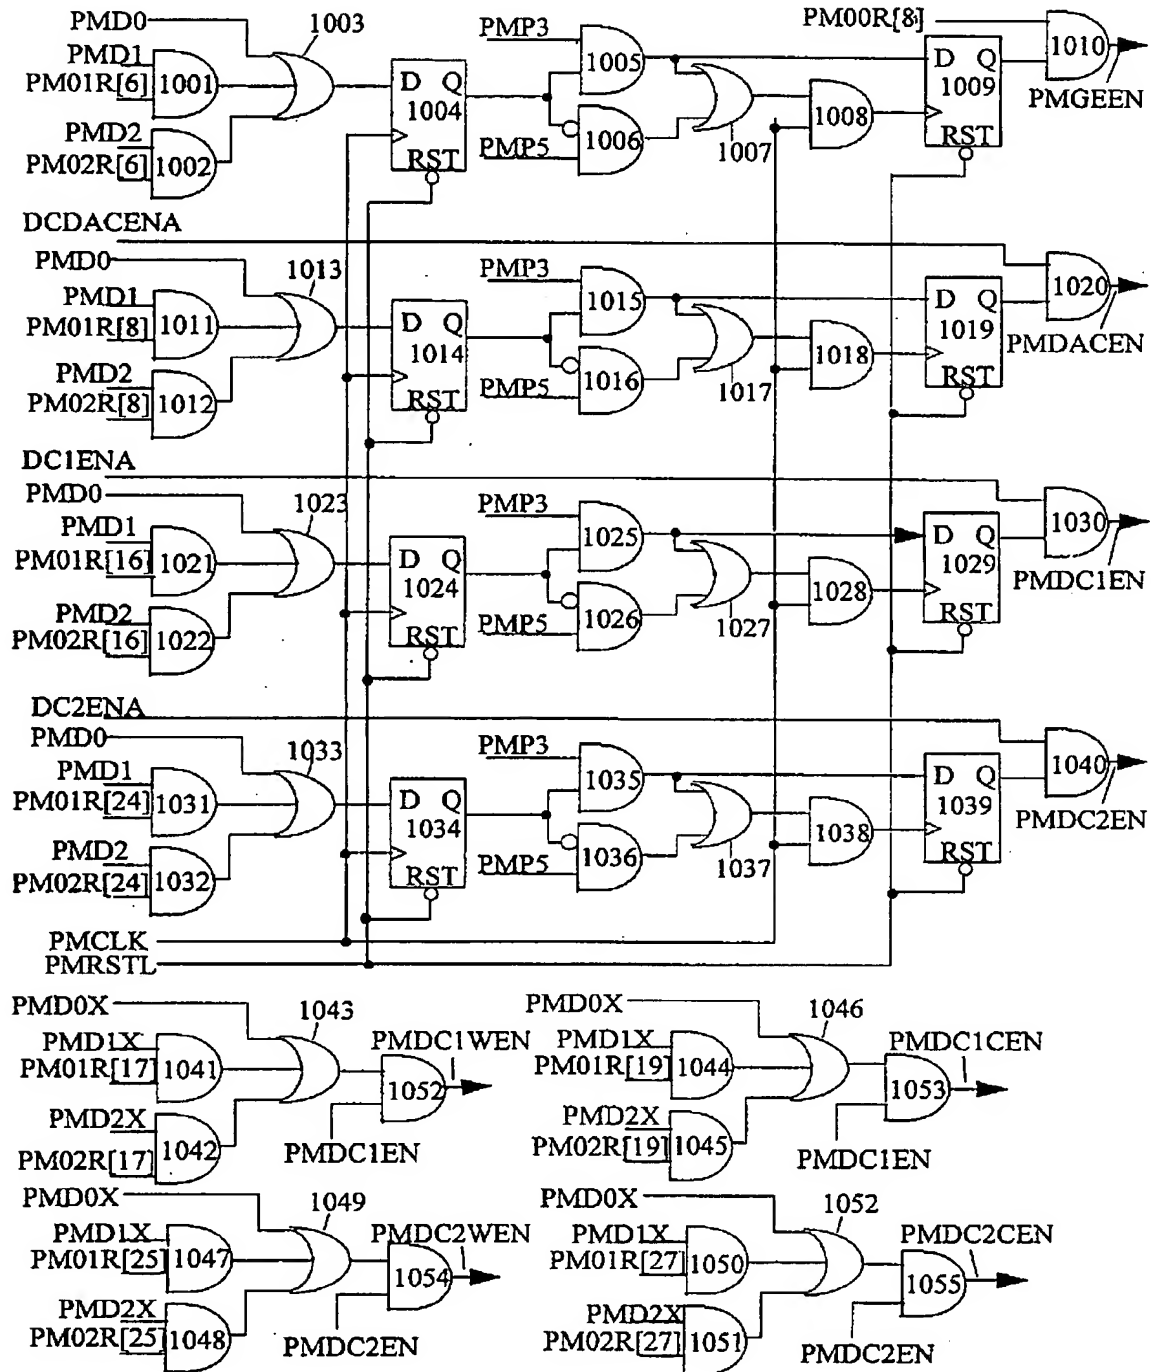 PMD0
1003
PMP3
PM00R[8]
1010
PMD1
PM01R[6]
1001
D Q
1004
RST
1005
D Q
1009
RST
PMGEEN
PMD2
PM02R[6]
1002
PMP5
1006
1007
1008
DCDACENA
PMD0
1013
PMP3
1020
PMD1
PM01R[8]
1011
D Q
1014
RST
1015
D Q
1019
RST
PMDACEN
PMD2
PM02R[8]
1012
PMP5
1016
1017
1018
DC1ENA
PMD0
1023
PMP3
1030
PMD1
PM01R[16]
1021
D Q
1024
RST
1025
D Q
1029
RST
PMDC1EN
PMD2
PM02R[16]
1022
PMP5
1026
1027
1028
DC2ENA
PMD0
1033
PMP3
1040
PMD1
PM01R[24]
1031
D Q
1034
RST
1035
D Q
1039
RST
PMDC2EN
PMD2
PM02R[24]
1032
PMP5
1036
1037
1038
PMCLK
PMRSTL
PMD0X
1043
PMDC1WEN
PMD1X
PM01R[17]
1041
1052
PMD2X
PM02R[17]
1042
PMDC1EN
PMD0X
1046
PMDC1CEN
PMD1X
PM01R[19]
1044
1053
PMD2X
PM02R[19]
1045
PMDC1EN
PMD0X
1049
PMDC2WEN
PMD1X
PM01R[25]
1047
1054
PMD2X
PM02R[25]
1048
PMDC2EN
PMD0X
1052
PMDC2CEN
PMD1X
PM01R[27]
1050
1055
PMD2X
PM02R[27]
1051
PMDC2EN